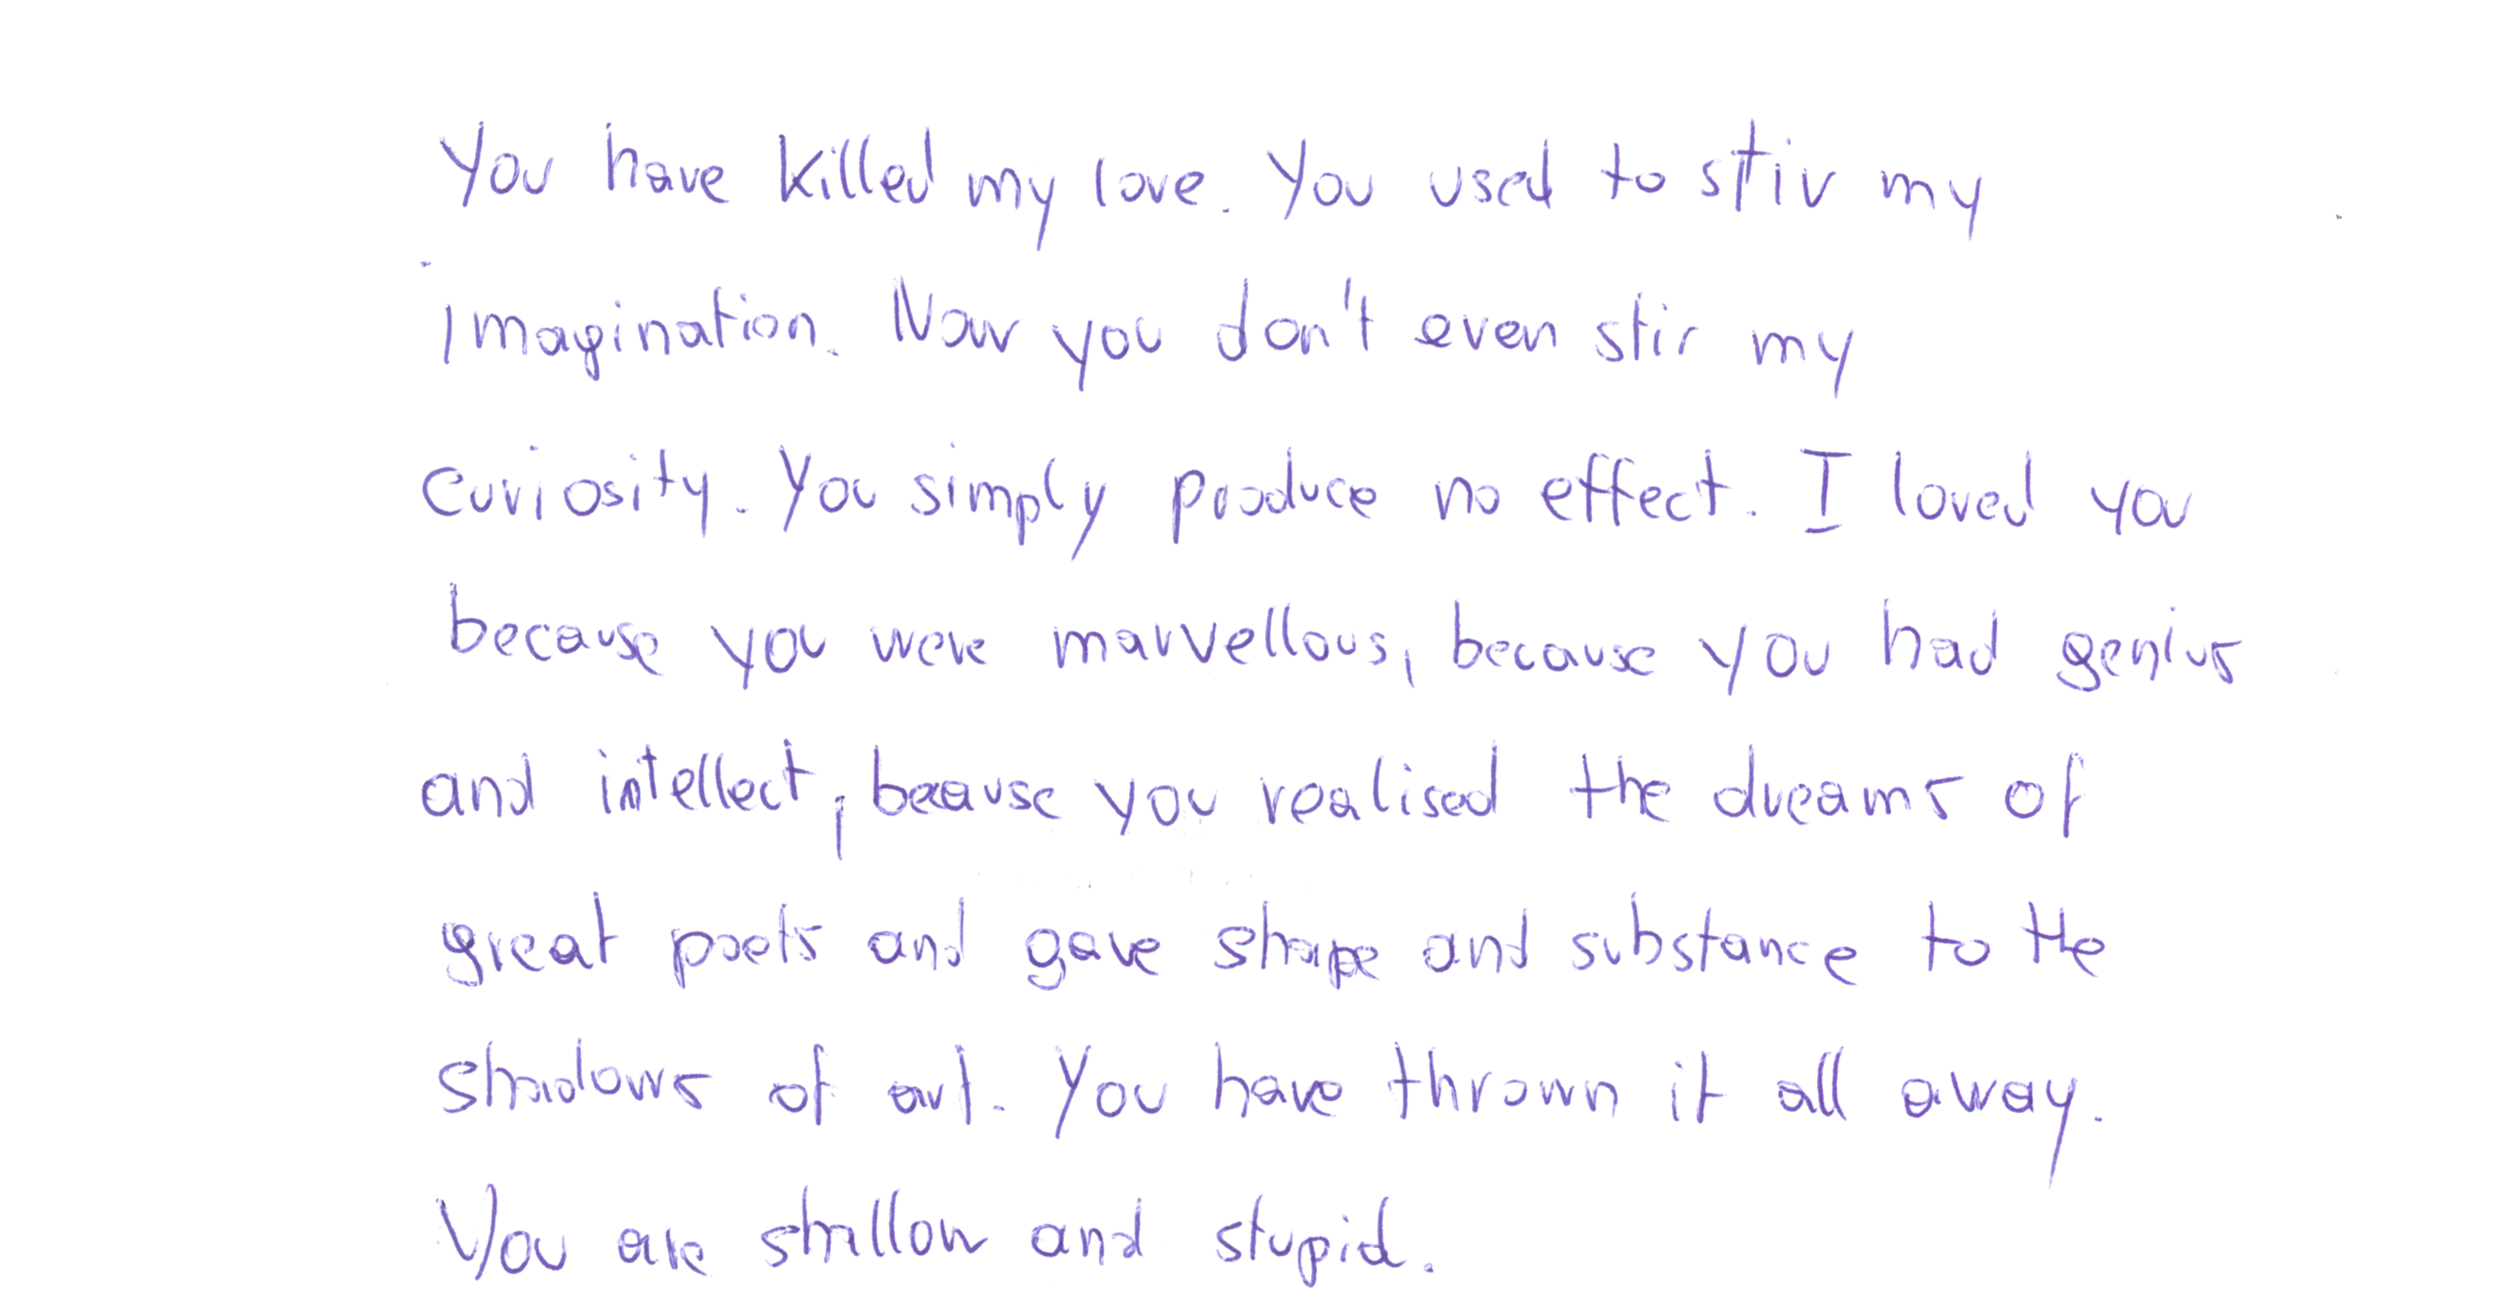 You have killed my love. You used to stir my
imagination. Now you don't even stir my
curiosity. You simply produce no effect. I loved you
because you were marvellous, because you had genius
and intellect, because you realised the dreams of
great poets and gave shape and substance to the
shadows of art. You have thrown it all away.
You are shallow and stupid.